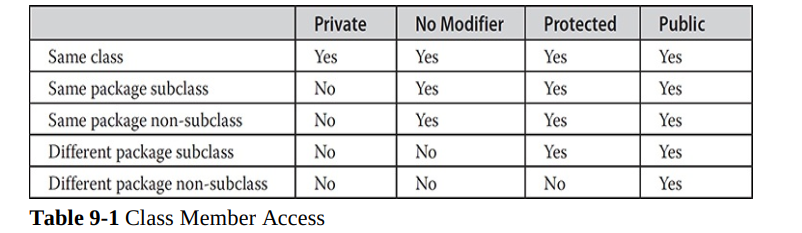 Private No Modifier Protected Public
Same class Yes Yes Yes Yes
Same package subclass No Yes Yes Yes
Same package non-subclass No Yes Yes Yes
Different package subclass No No Yes Yes
Different package non-subclass No No No Yes
Table 9-1 Class Member Access